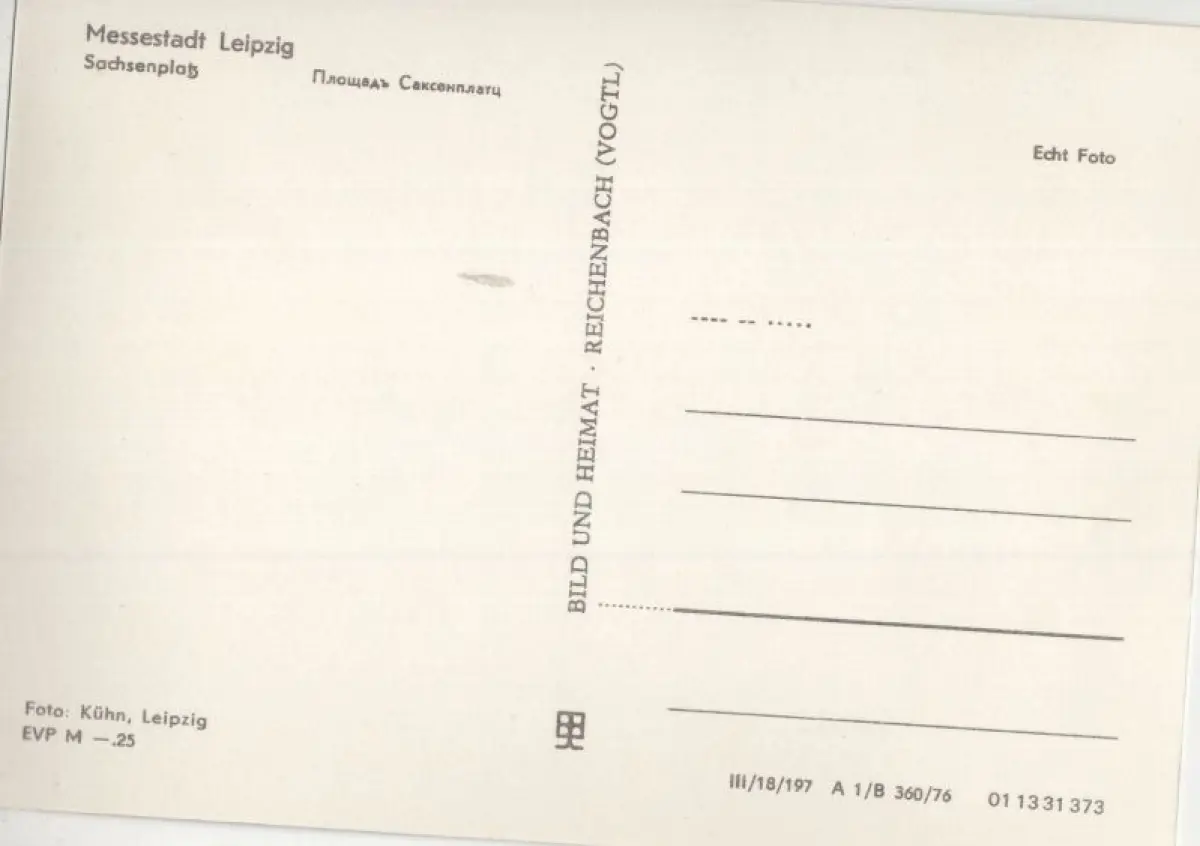 Messestadt Leipzig
Sachsenplatz
Площадъ Саксенплатц
Echt Foto
BILD UND HEIMAT · REICHENBACH (VOGTL)
Foto: Kühn, Leipzig
EVP M —.25
III/18/197 A 1/B 360/76 01 13 31 373